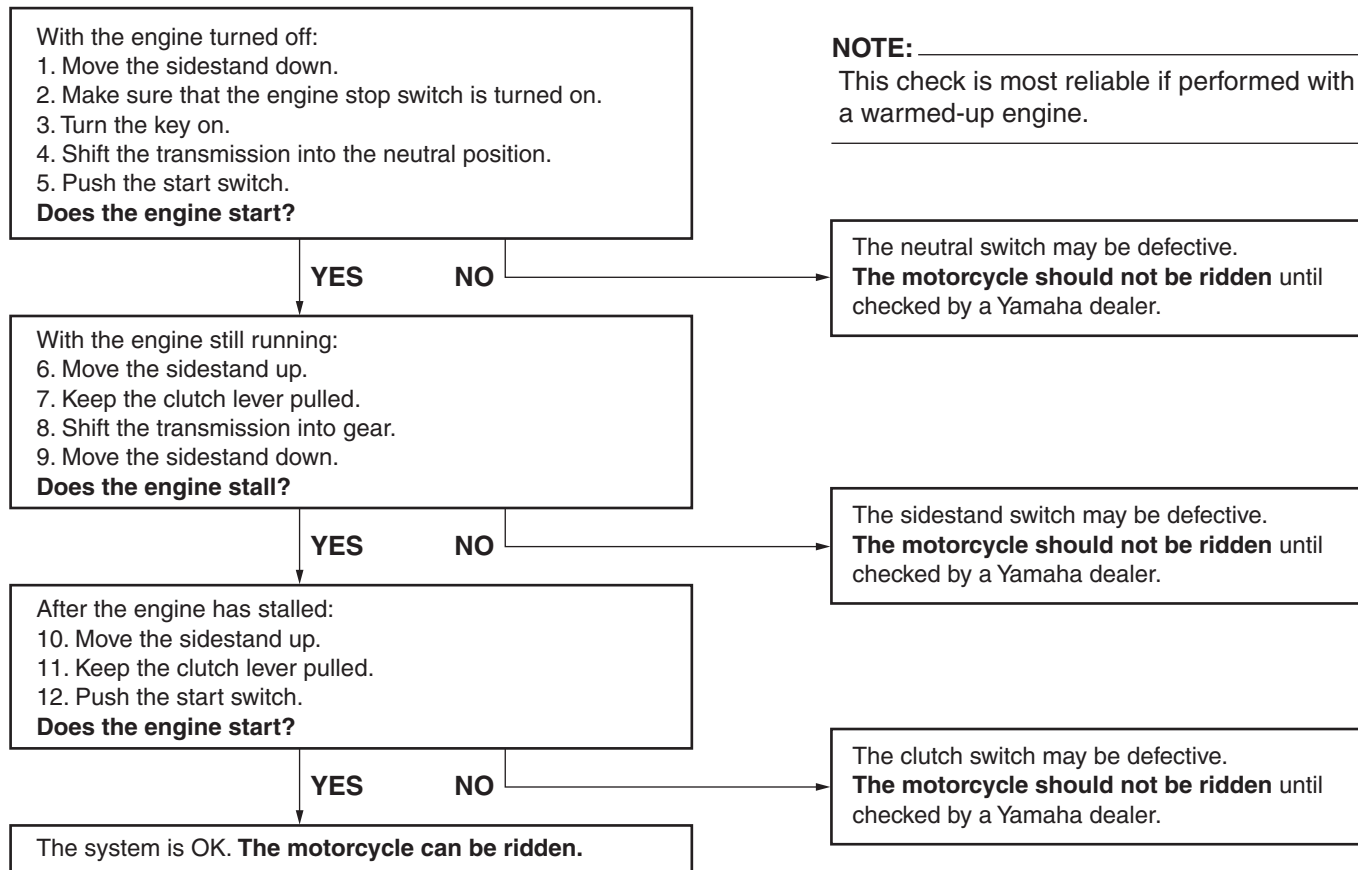 With the engine turned off:
1. Move the sidestand down.
2. Make sure that the engine stop switch is turned on.
3. Turn the key on.
4. Shift the transmission into the neutral position.
5. Push the start switch.
Does the engine start?
NOTE:
This check is most reliable if performed with
a warmed-up engine.
YES NO
The neutral switch may be defective.
The motorcycle should not be ridden until
checked by a Yamaha dealer.
With the engine still running:
6. Move the sidestand up.
7. Keep the clutch lever pulled.
8. Shift the transmission into gear.
9. Move the sidestand down.
Does the engine stall?
YES NO
The sidestand switch may be defective.
The motorcycle should not be ridden until
checked by a Yamaha dealer.
After the engine has stalled:
10. Move the sidestand up.
11. Keep the clutch lever pulled.
12. Push the start switch.
Does the engine start?
YES NO
The clutch switch may be defective.
The motorcycle should not be ridden until
checked by a Yamaha dealer.
The system is OK. The motorcycle can be ridden.